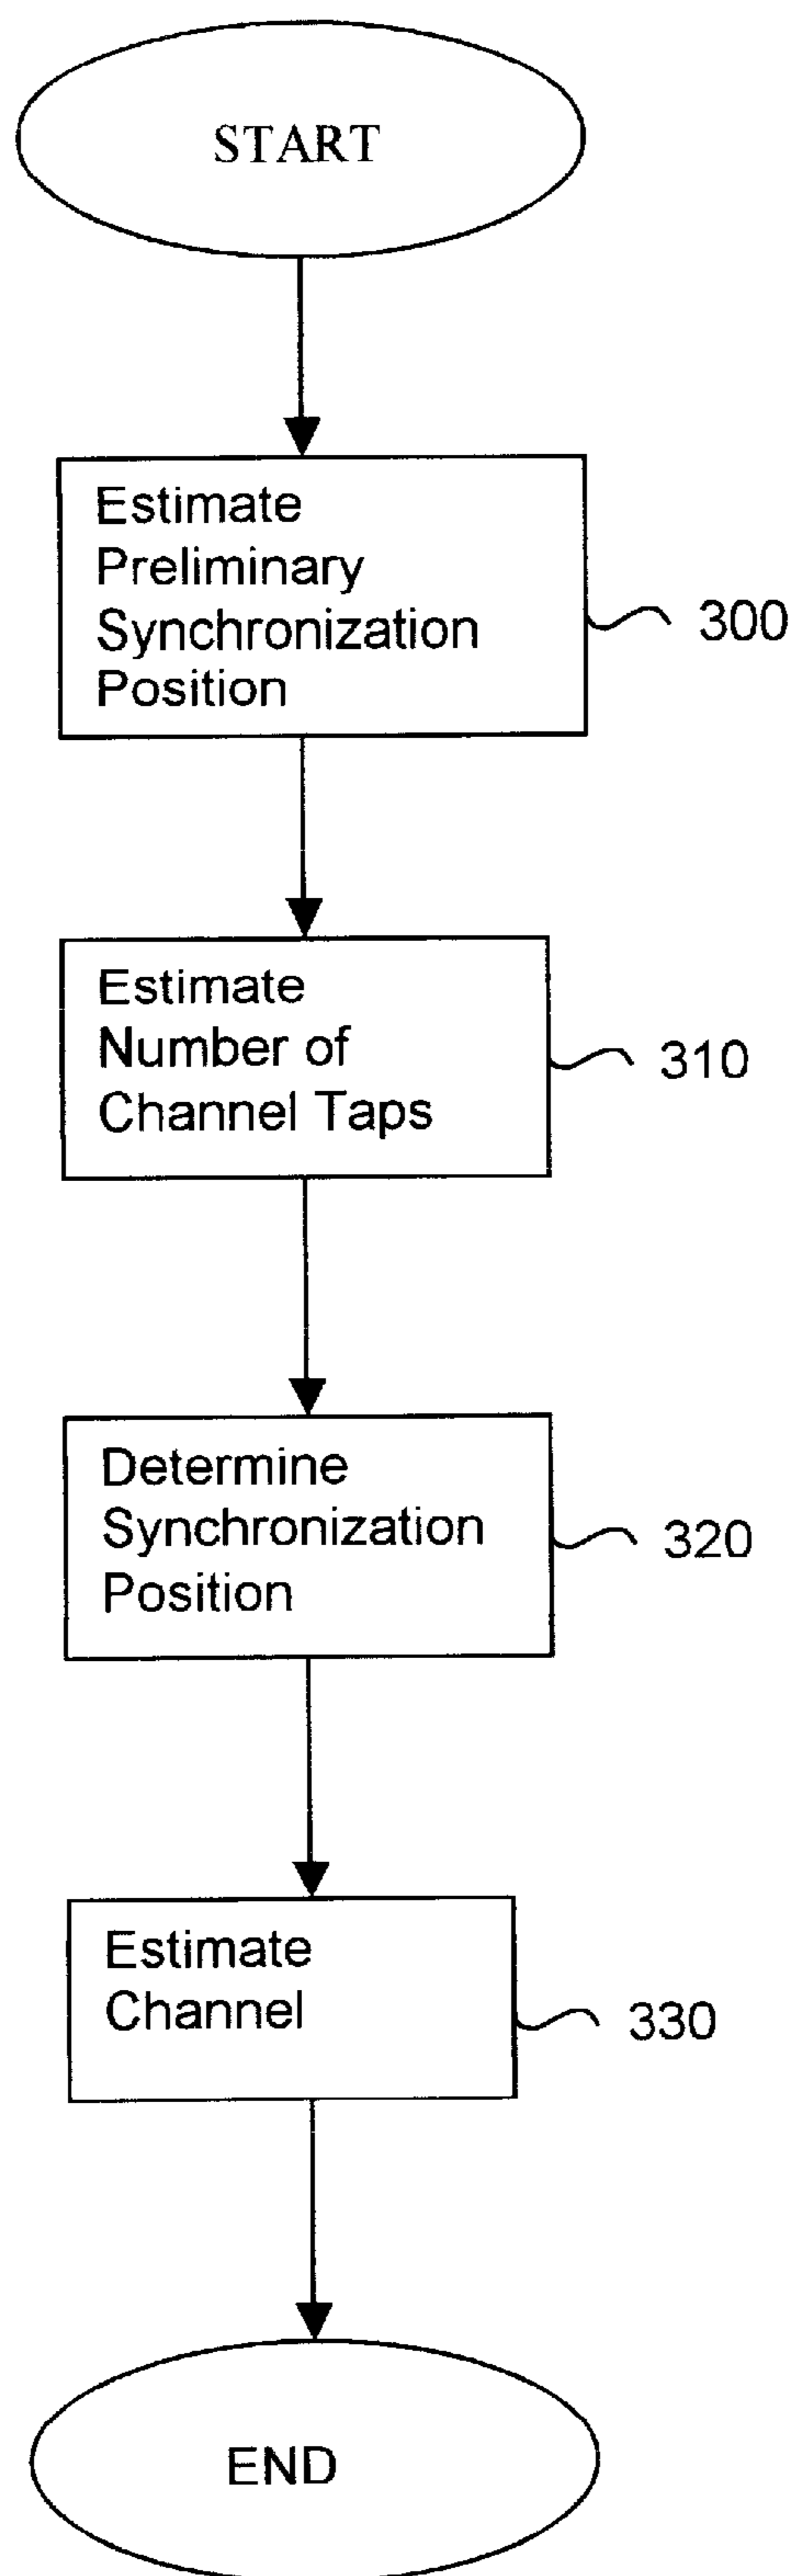 START
Estimate
Preliminary
Synchronization
Position
300
Estimate
Number of
Channel Taps
310
Determine
Synchronization
Position
320
Estimate
Channel
330
END